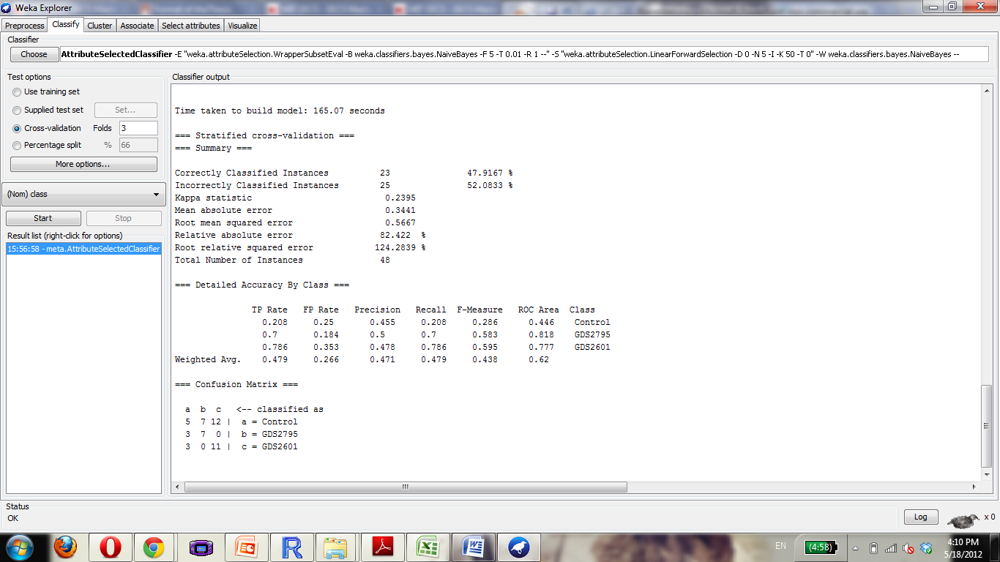 Weka Explorer
Preprocess Classify Cluster Associate Select attributes Visualize
Classifier
Choose AttributeSelectedClassifier -E "weka.attributeSelection.WrapperSubsetEval -B weka.classifiers.bayes.NaiveBayes -F 5 -T 0.01 -R 1 --" -S "weka.attributeSelection.LinearForwardSelection -D 0 -N 5 -I -K 50 -T 0" -W weka.classifiers.bayes.NaiveBayes --
Test options
Use training set
Supplied test set Set...
Cross-validation Folds 3
Percentage split % 66
More options...
(Nom) class
Start Stop
Result list (right-click for options)
15:56:58 - meta.AttributeSelectedClassifier
Classifier output
Time taken to build model: 165.07 seconds
=== Stratified cross-validation ===
=== Summary ===
Correctly Classified Instances 23 47.9167 %
Incorrectly Classified Instances 25 52.0833 %
Kappa statistic 0.2395
Mean absolute error 0.3441
Root mean squared error 0.5667
Relative absolute error 82.422 %
Root relative squared error 124.2839 %
Total Number of Instances 48
=== Detailed Accuracy By Class ===
TP Rate FP Rate Precision Recall F-Measure ROC Area Class
0.208 0.25 0.455 0.208 0.286 0.446 Control
0.7 0.184 0.5 0.7 0.583 0.818 GDS2795
0.786 0.353 0.478 0.786 0.595 0.777 GDS2601
Weighted Avg. 0.479 0.266 0.471 0.479 0.438 0.62
=== Confusion Matrix ===
a b c <-- classified as
5 7 12 | a = Control
3 7 0 | b = GDS2795
3 0 11 | c = GDS2601
Status
OK
Log x 0
EN (4:58) 4:10 PM
5/18/2012